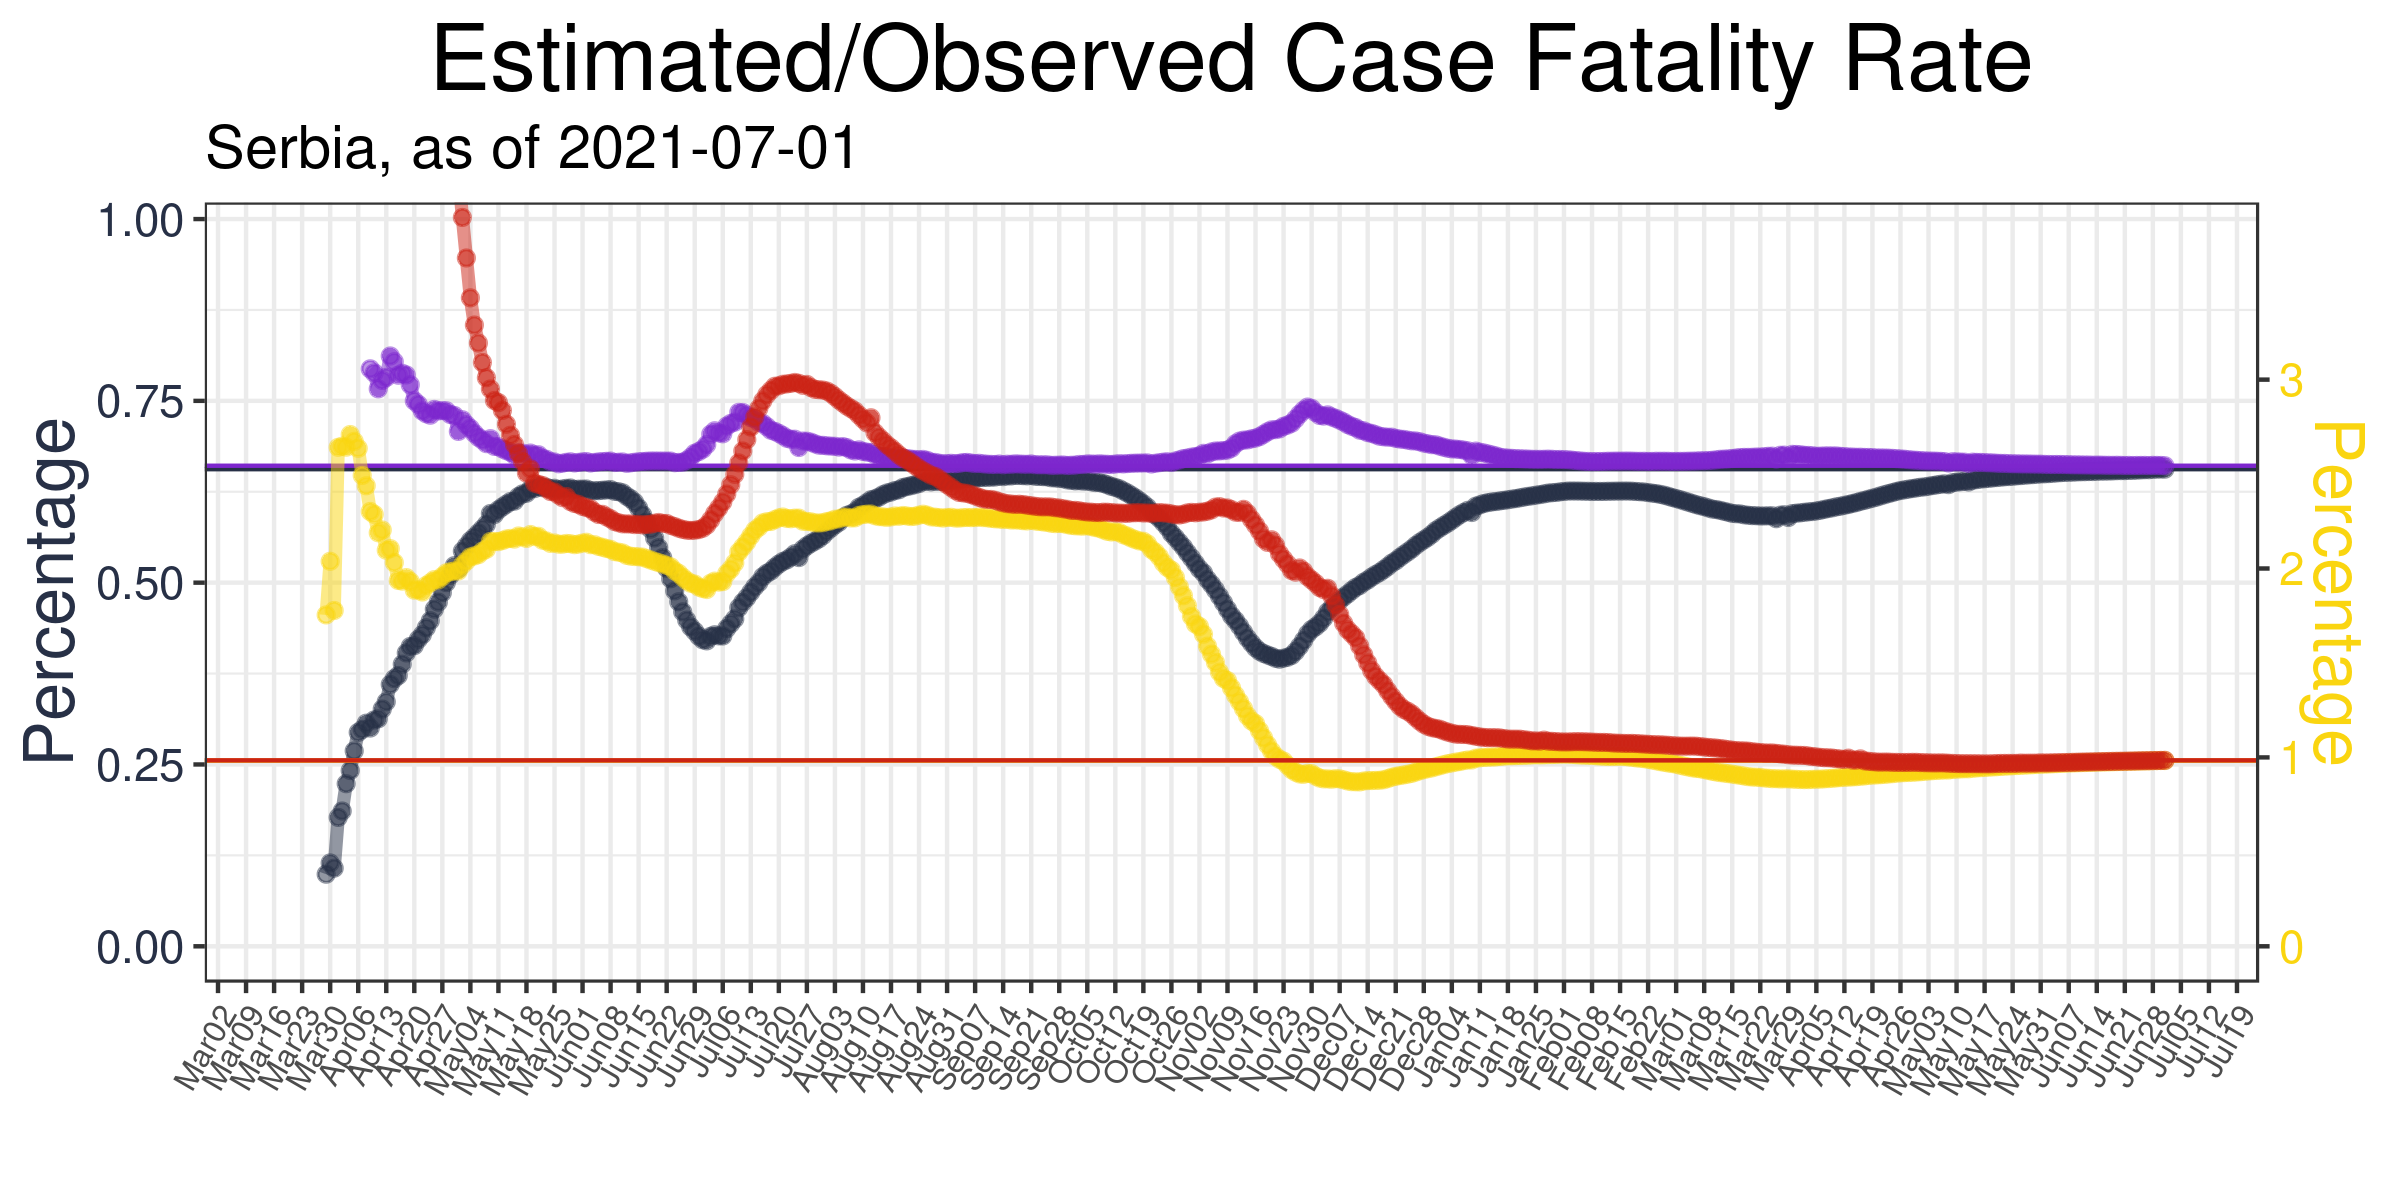 Estimated/Observed Case Fatality Rate
Serbia, as of 2021-07-01
Percentage
1.00
0.75
0.50
0.25
0.00
3
2
1
0
Percentage
Mar02
Mar09
Mar16
Mar23
Mar30
Apr06
Apr13
Apr20
Apr27
May04
May11
May18
May25
Jun01
Jun08
Jun15
Jun22
Jun29
Jul06
Jul13
Jul20
Jul27
Aug03
Aug10
Aug17
Aug24
Aug31
Sep07
Sep14
Sep21
Sep28
Oct05
Oct12
Oct19
Oct26
Nov02
Nov09
Nov16
Nov23
Nov30
Dec07
Dec14
Dec21
Dec28
Jan04
Jan11
Jan18
Jan25
Feb01
Feb08
Feb15
Feb22
Mar01
Mar08
Mar15
Mar22
Mar29
Apr05
Apr12
Apr19
Apr26
May03
May10
May17
May24
May31
Jun07
Jun14
Jun21
Jun28
Jul05
Jul12
Jul19